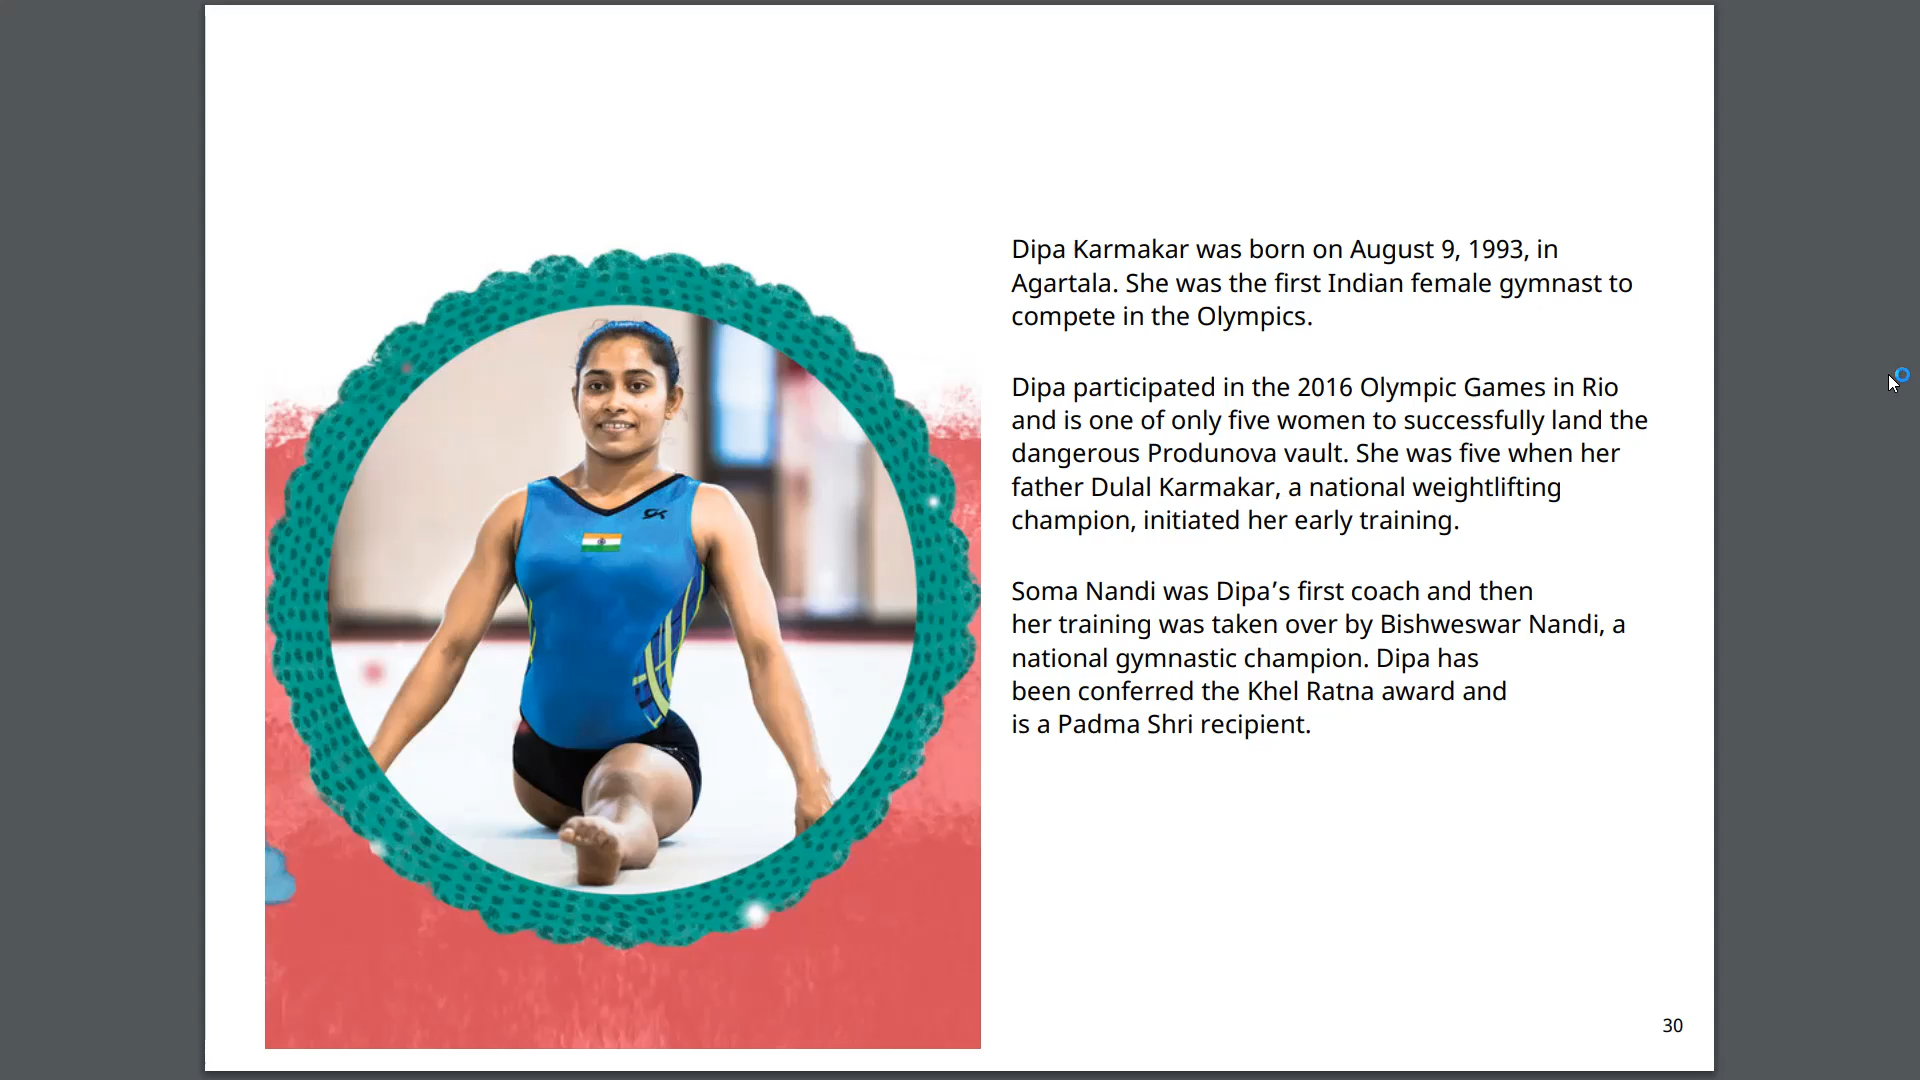 Dipa Karmakar was born on August 9, 1993, in
Agartala. She was the first Indian female gymnast to
compete in the Olympics.
Dipa participated in the 2016 Olympic Games in Rio
and is one of only five women to successfully land the
dangerous Produnova vault. She was five when her
father Dulal Karmakar, a national weightlifting
champion, initiated her early training.
Soma Nandi was Dipa’s first coach and then
her training was taken over by Bishweswar Nandi, a
national gymnastic champion. Dipa has
been conferred the Khel Ratna award and
is a Padma Shri recipient.
GK
30